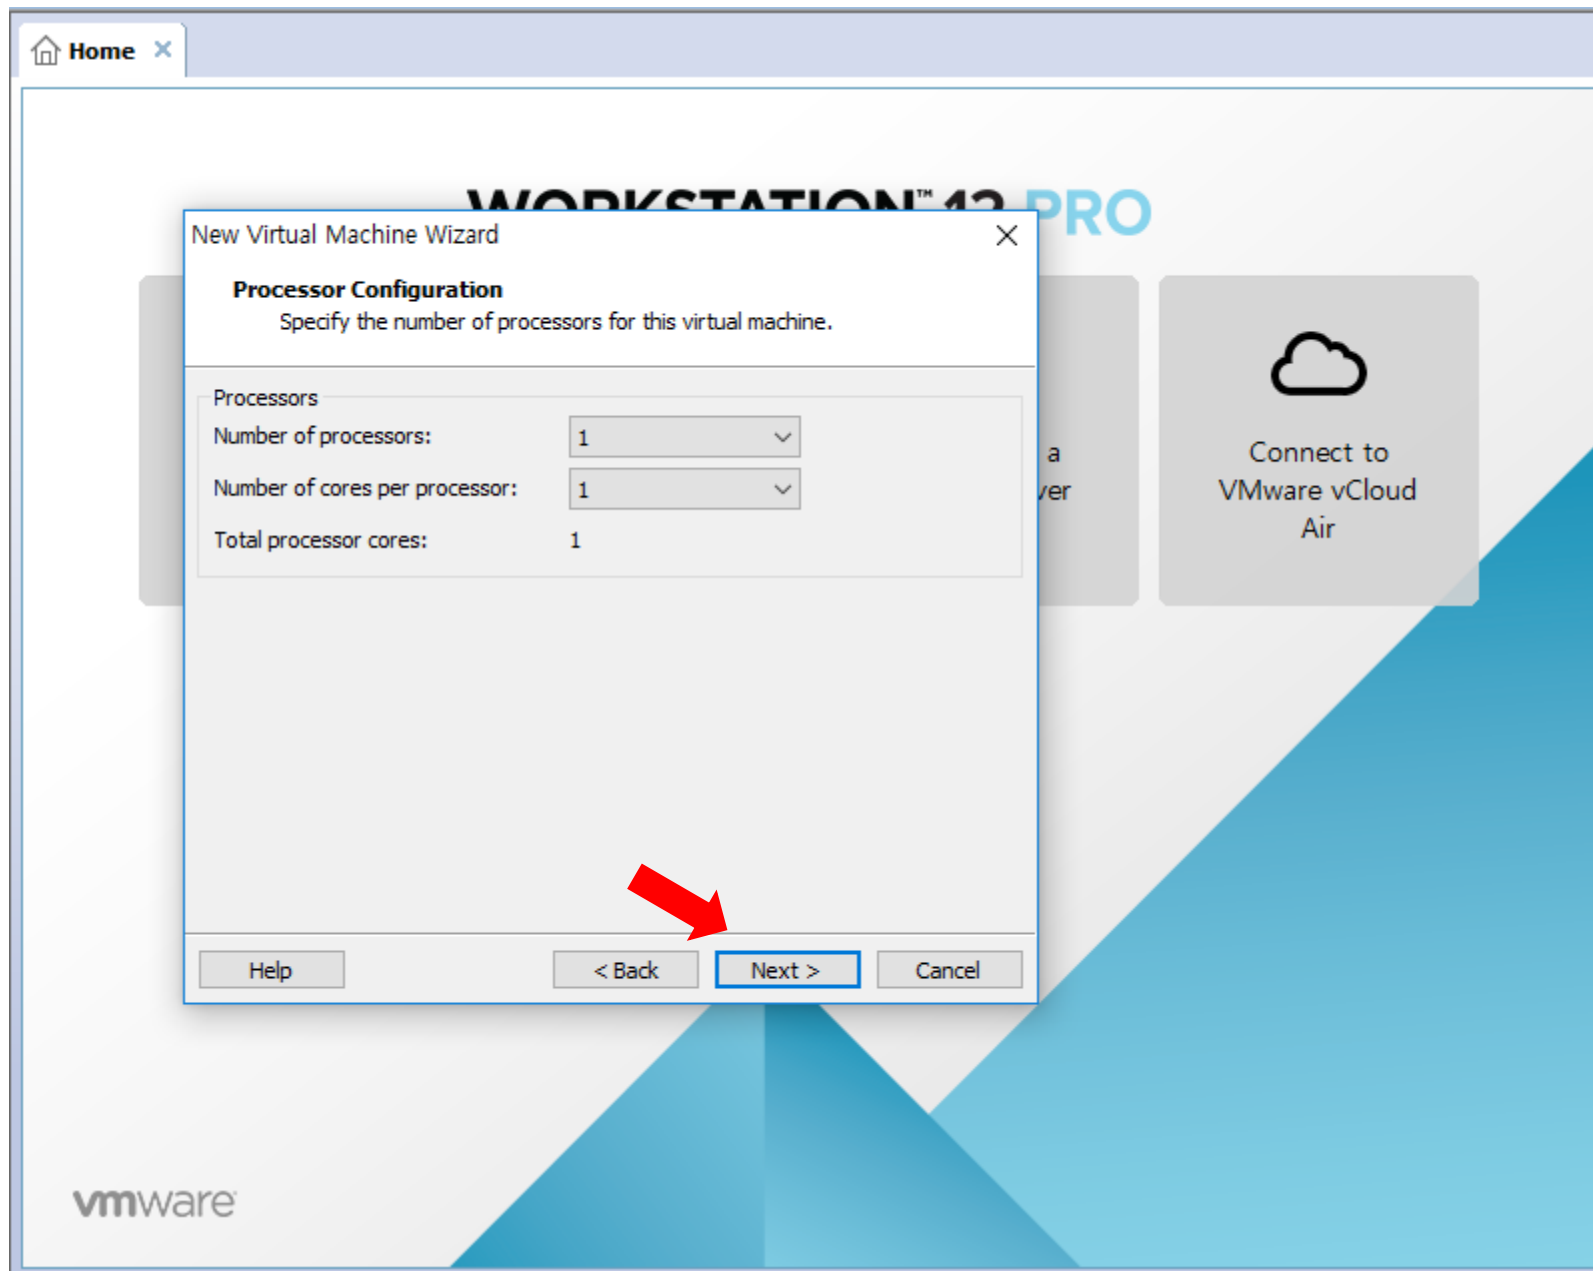 Home
WORKSTATION™ 12 PRO
New Virtual Machine Wizard
Processor Configuration
Specify the number of processors for this virtual machine.
Processors
Number of processors: 1
Number of cores per processor: 1
Total processor cores: 1
Help < Back Next > Cancel
a
ver
Connect to
VMware vCloud
Air
vmware